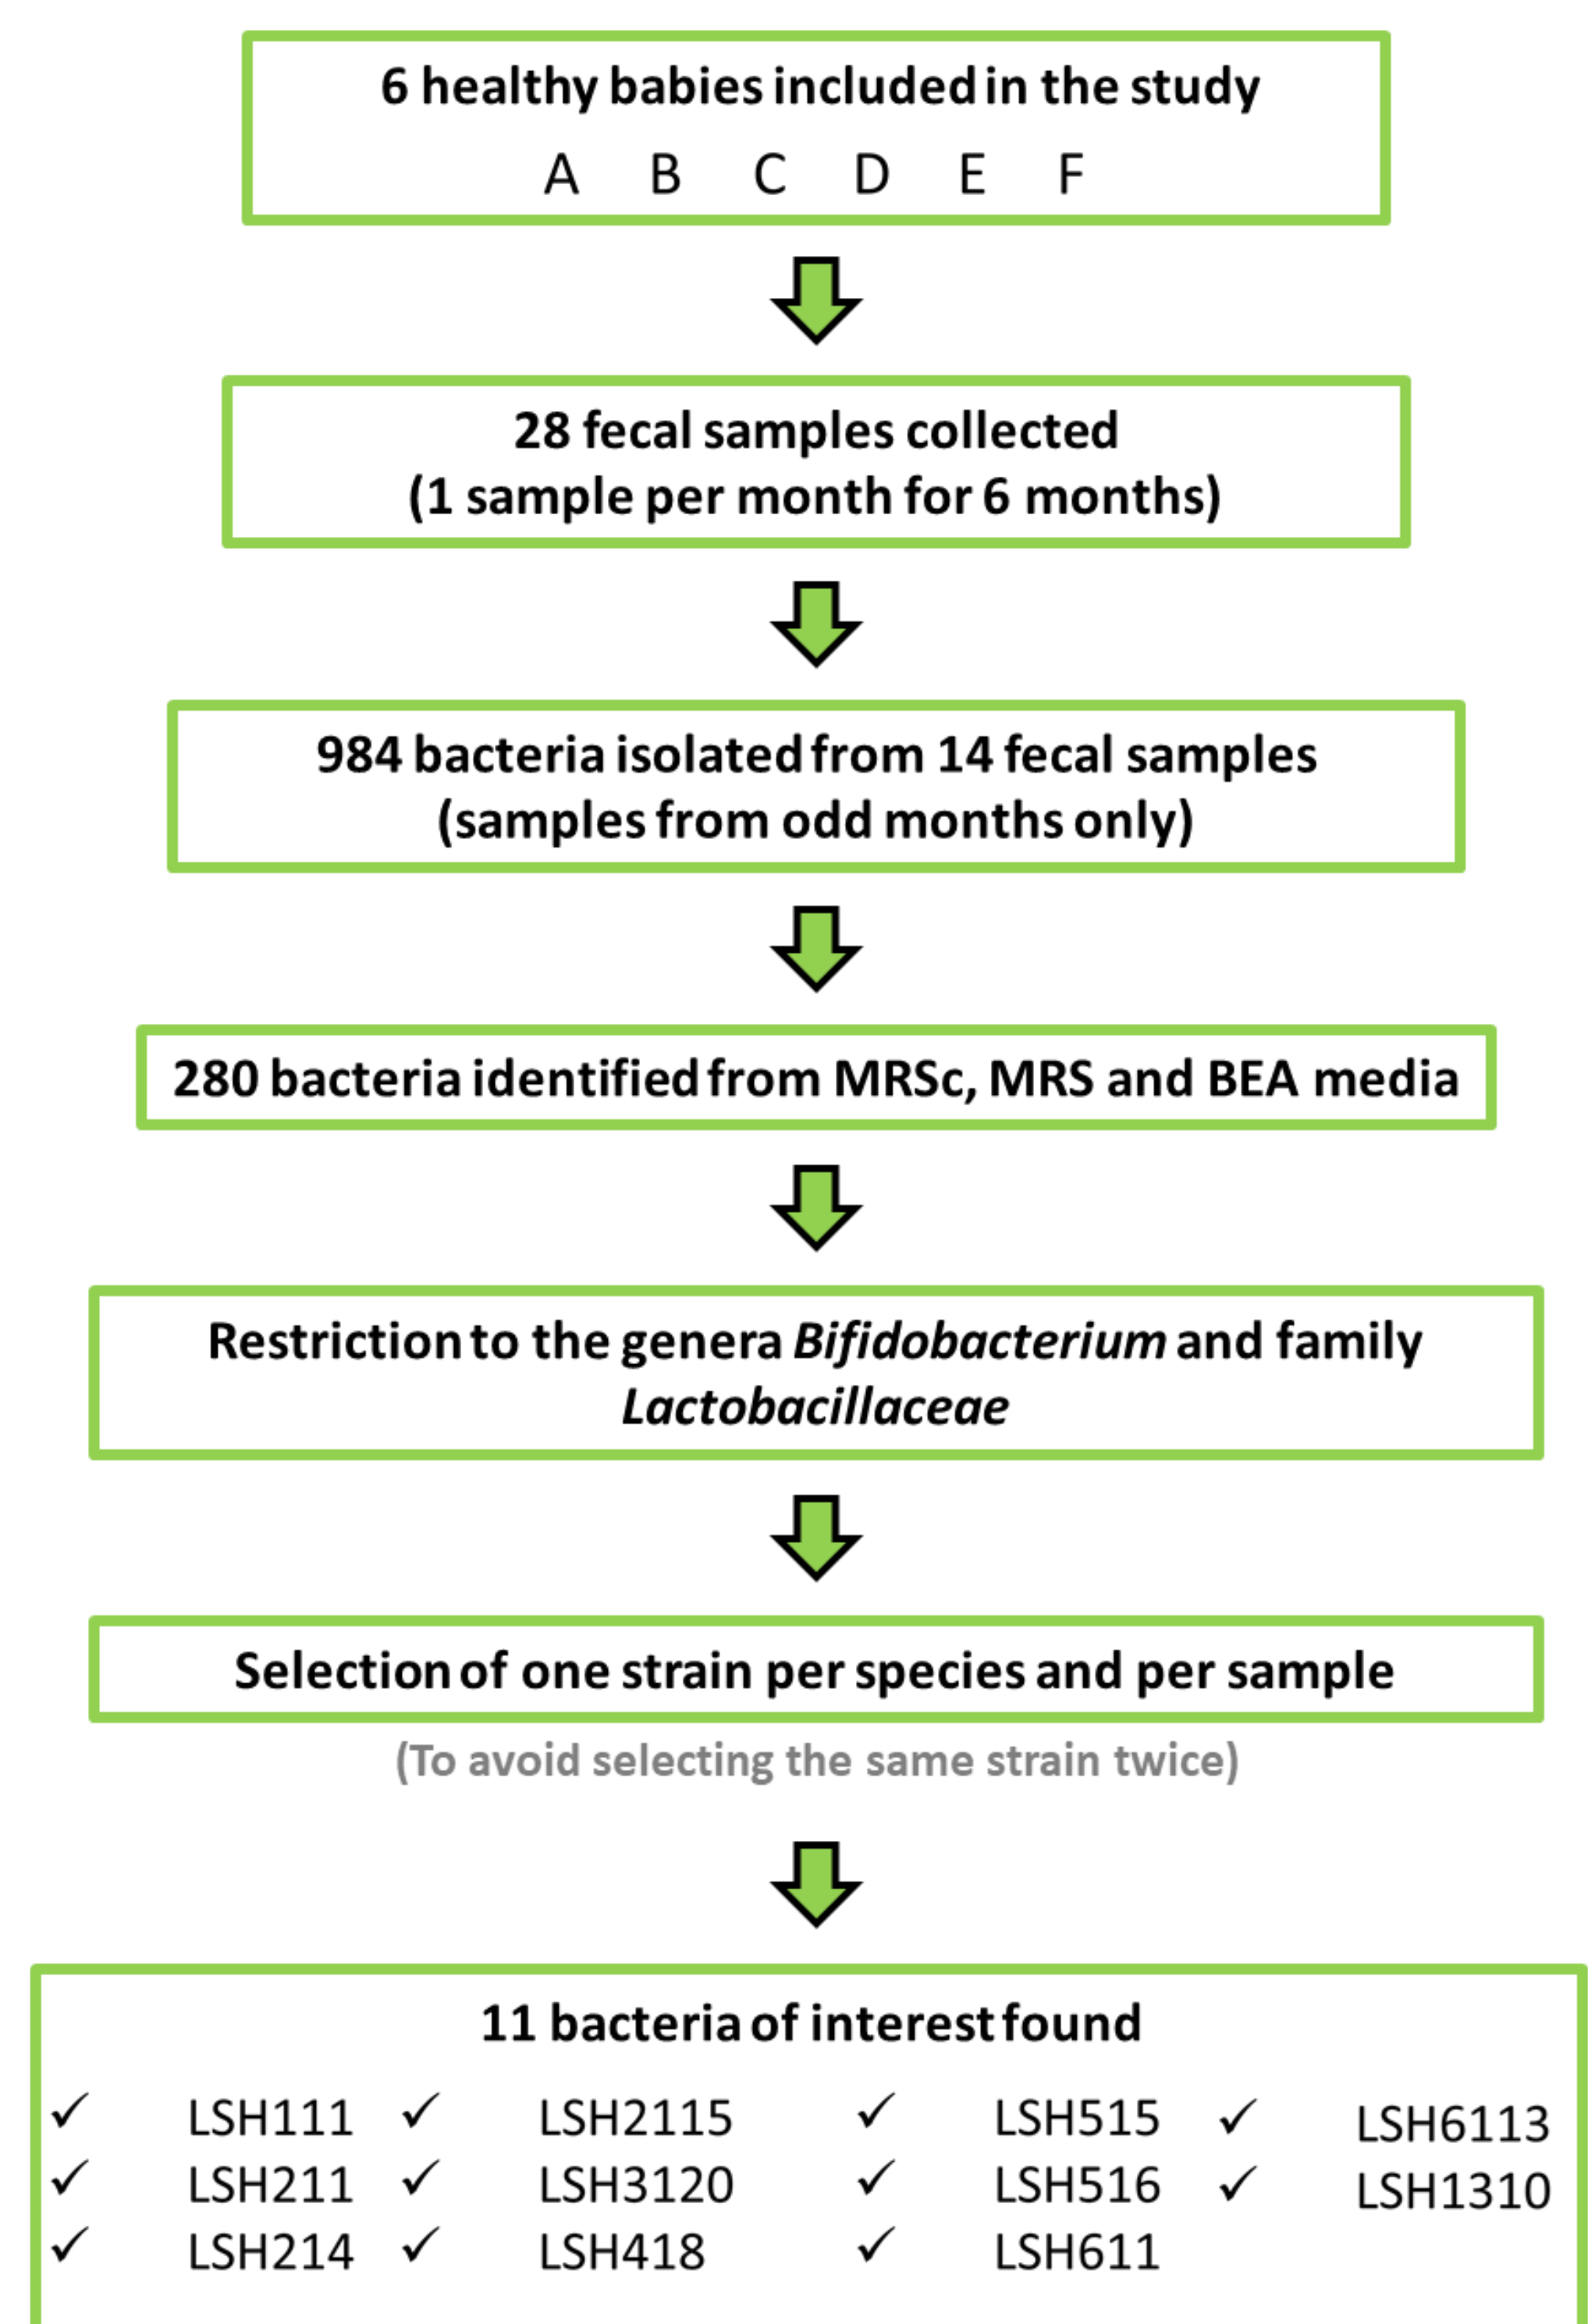 6 healthy babies included in the study
A B C D E F
28 fecal samples collected
(1 sample per month for 6 months)
984 bacteria isolated from 14 fecal samples
(samples from odd months only)
280 bacteria identified from MRSc, MRS and BEA media
Restriction to the genera Bifidobacterium and family
Lactobacillaceae
Selection of one strain per species and per sample
(To avoid selecting the same strain twice)
11 bacteria of interest found
✓ LSH111 ✓ LSH2115 ✓ LSH515 ✓ LSH6113
✓ LSH211 ✓ LSH3120 ✓ LSH516 ✓ LSH1310
✓ LSH214 ✓ LSH418 ✓ LSH611